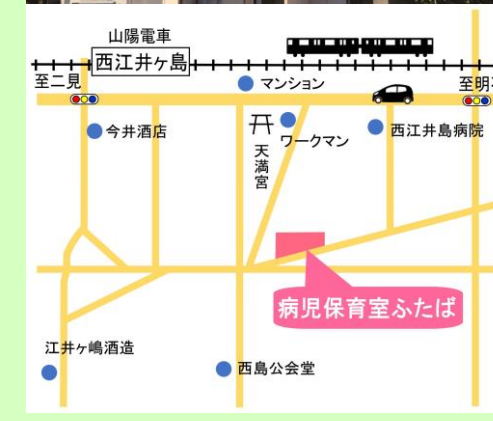 山陽電車
西江井ヶ島
至二見
マンション
至明
今井酒店
天満宮
ワークマン
西江井島病院
病児保育室ふたば
江井ヶ嶋酒造
西島公会堂